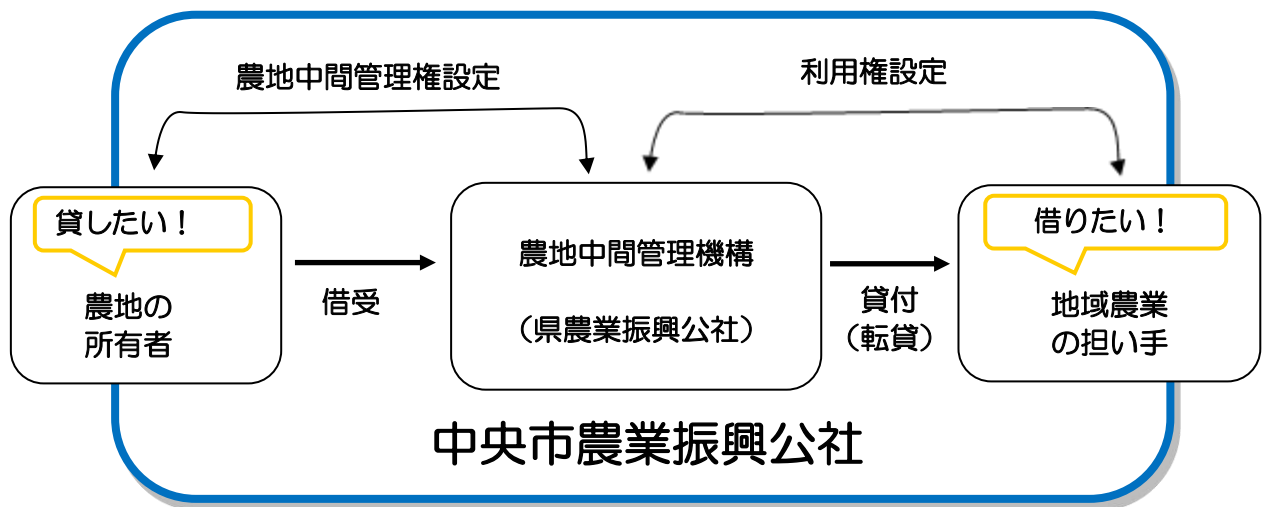 農地中間管理権設定
利用権設定
貸したい！
農地の
所有者
借受
農地中間管理機構
（県農業振興公社）
貸付
（転貸）
借りたい！
地域農業
の担い手
中央市農業振興公社